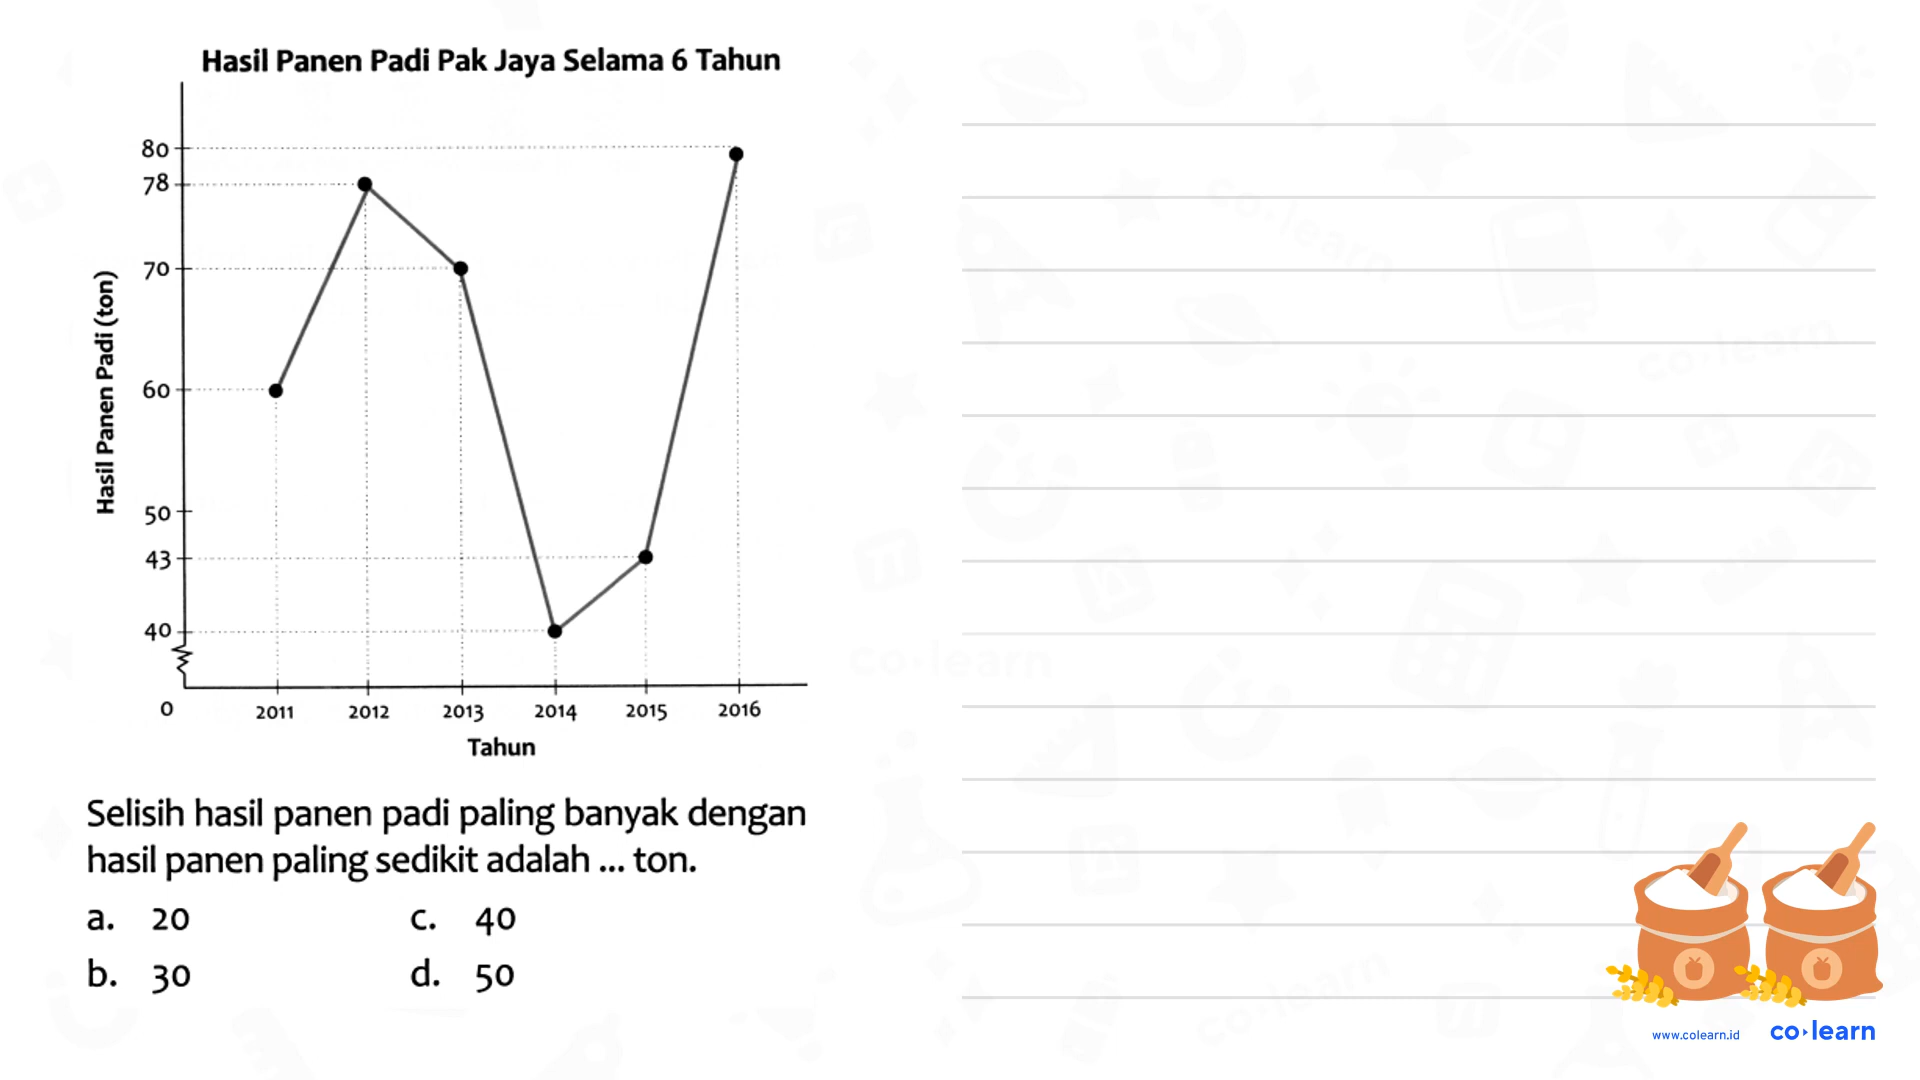 Hasil Panen Padi Pak Jaya Selama 6 Tahun
Hasil Panen Padi (ton)
80
78
70
60
50
43
40
0
2011 2012 2013 2014 2015 2016
Tahun
Selisih hasil panen padi paling banyak dengan
hasil panen paling sedikit adalah ... ton.
a. 20 c. 40
b. 30 d. 50
www.colearn.id
co•learn